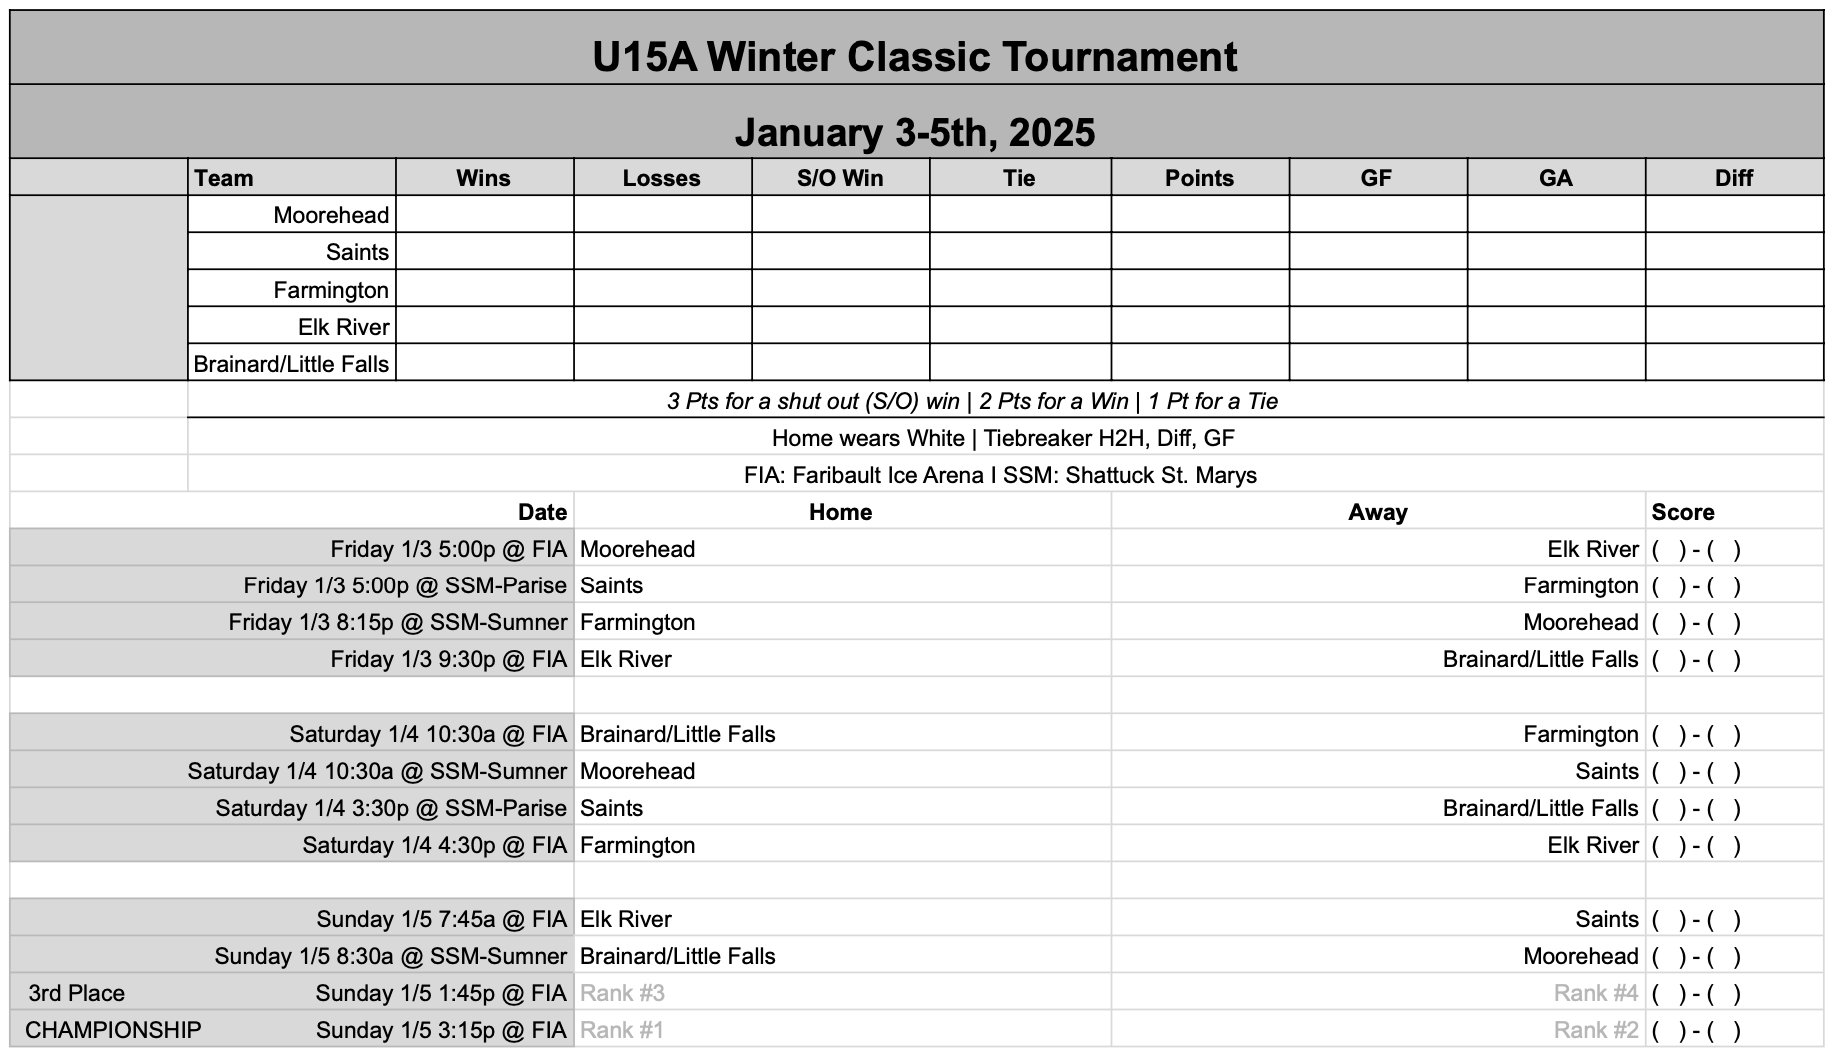 U15A Winter Classic Tournament
January 3-5th, 2025
Team Wins Losses S/O Win Tie Points GF GA Diff
Moorehead
Saints
Farmington
Elk River
Brainard/Little Falls
3 Pts for a shut out (S/O) win | 2 Pts for a Win | 1 Pt for a Tie
Home wears White | Tiebreaker H2H, Diff, GF
FIA: Faribault Ice Arena I SSM: Shattuck St. Marys
Date Home Away Score
Friday 1/3 5:00p @ FIA Moorehead Elk River ( ) - ( )
Friday 1/3 5:00p @ SSM-Parise Saints Farmington ( ) - ( )
Friday 1/3 8:15p @ SSM-Sumner Farmington Moorehead ( ) - ( )
Friday 1/3 9:30p @ FIA Elk River Brainard/Little Falls ( ) - ( )
Saturday 1/4 10:30a @ FIA Brainard/Little Falls Farmington ( ) - ( )
Saturday 1/4 10:30a @ SSM-Sumner Moorehead Saints ( ) - ( )
Saturday 1/4 3:30p @ SSM-Parise Saints Brainard/Little Falls ( ) - ( )
Saturday 1/4 4:30p @ FIA Farmington Elk River ( ) - ( )
Sunday 1/5 7:45a @ FIA Elk River Saints ( ) - ( )
Sunday 1/5 8:30a @ SSM-Sumner Brainard/Little Falls Moorehead ( ) - ( )
3rd Place Sunday 1/5 1:45p @ FIA Rank #3 Rank #4 ( ) - ( )
CHAMPIONSHIP Sunday 1/5 3:15p @ FIA Rank #1 Rank #2 ( ) - ( )